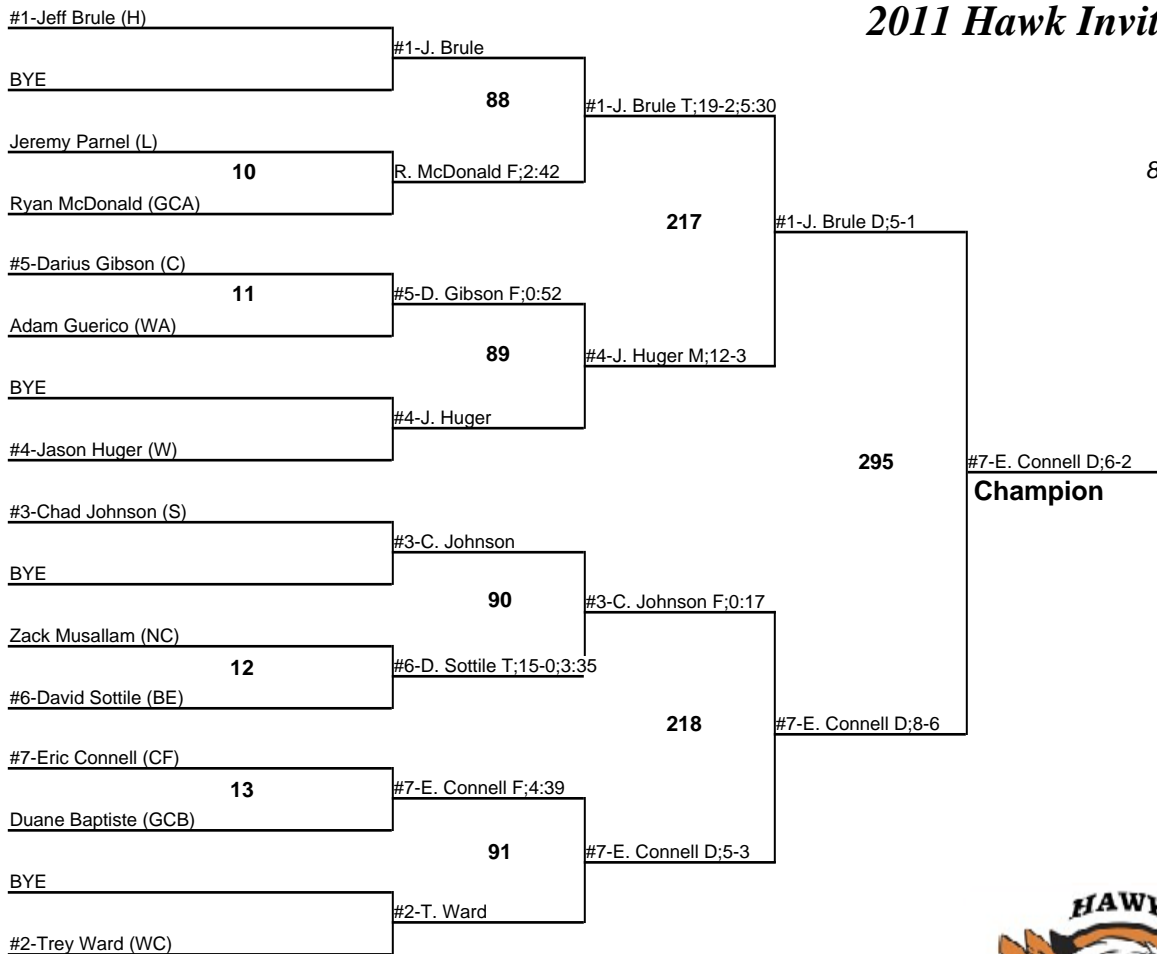 2011 Hawk Invit
8
#1-Jeff Brule (H)
#1-J. Brule
BYE
88
#1-J. Brule T;19-2;5:30
Jeremy Parnel (L)
10
R. McDonald F;2:42
Ryan McDonald (GCA)
217
#1-J. Brule D;5-1
#5-Darius Gibson (C)
11
#5-D. Gibson F;0:52
Adam Guerico (WA)
89
#4-J. Huger M;12-3
BYE
#4-J. Huger
#4-Jason Huger (W)
295
#7-E. Connell D;6-2
Champion
#3-Chad Johnson (S)
#3-C. Johnson
BYE
90
#3-C. Johnson F;0:17
Zack Musallam (NC)
12
#6-D. Sottile T;15-0;3:35
#6-David Sottile (BE)
218
#7-E. Connell D;8-6
#7-Eric Connell (CF)
13
#7-E. Connell F;4:39
Duane Baptiste (GCB)
91
#7-E. Connell D;5-3
BYE
#2-T. Ward
#2-Trey Ward (WC)
HAWK